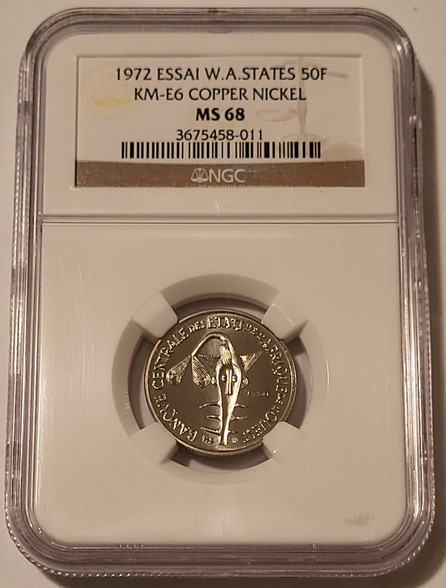 1972 ESSAI W.A.STATES 50F
KM-E6 COPPER NICKEL
MS 68
3675458-011
NGC
BANQUE CENTRALE DES ETATS DE L'AFRIQUE DE L'OUEST
ESSAI